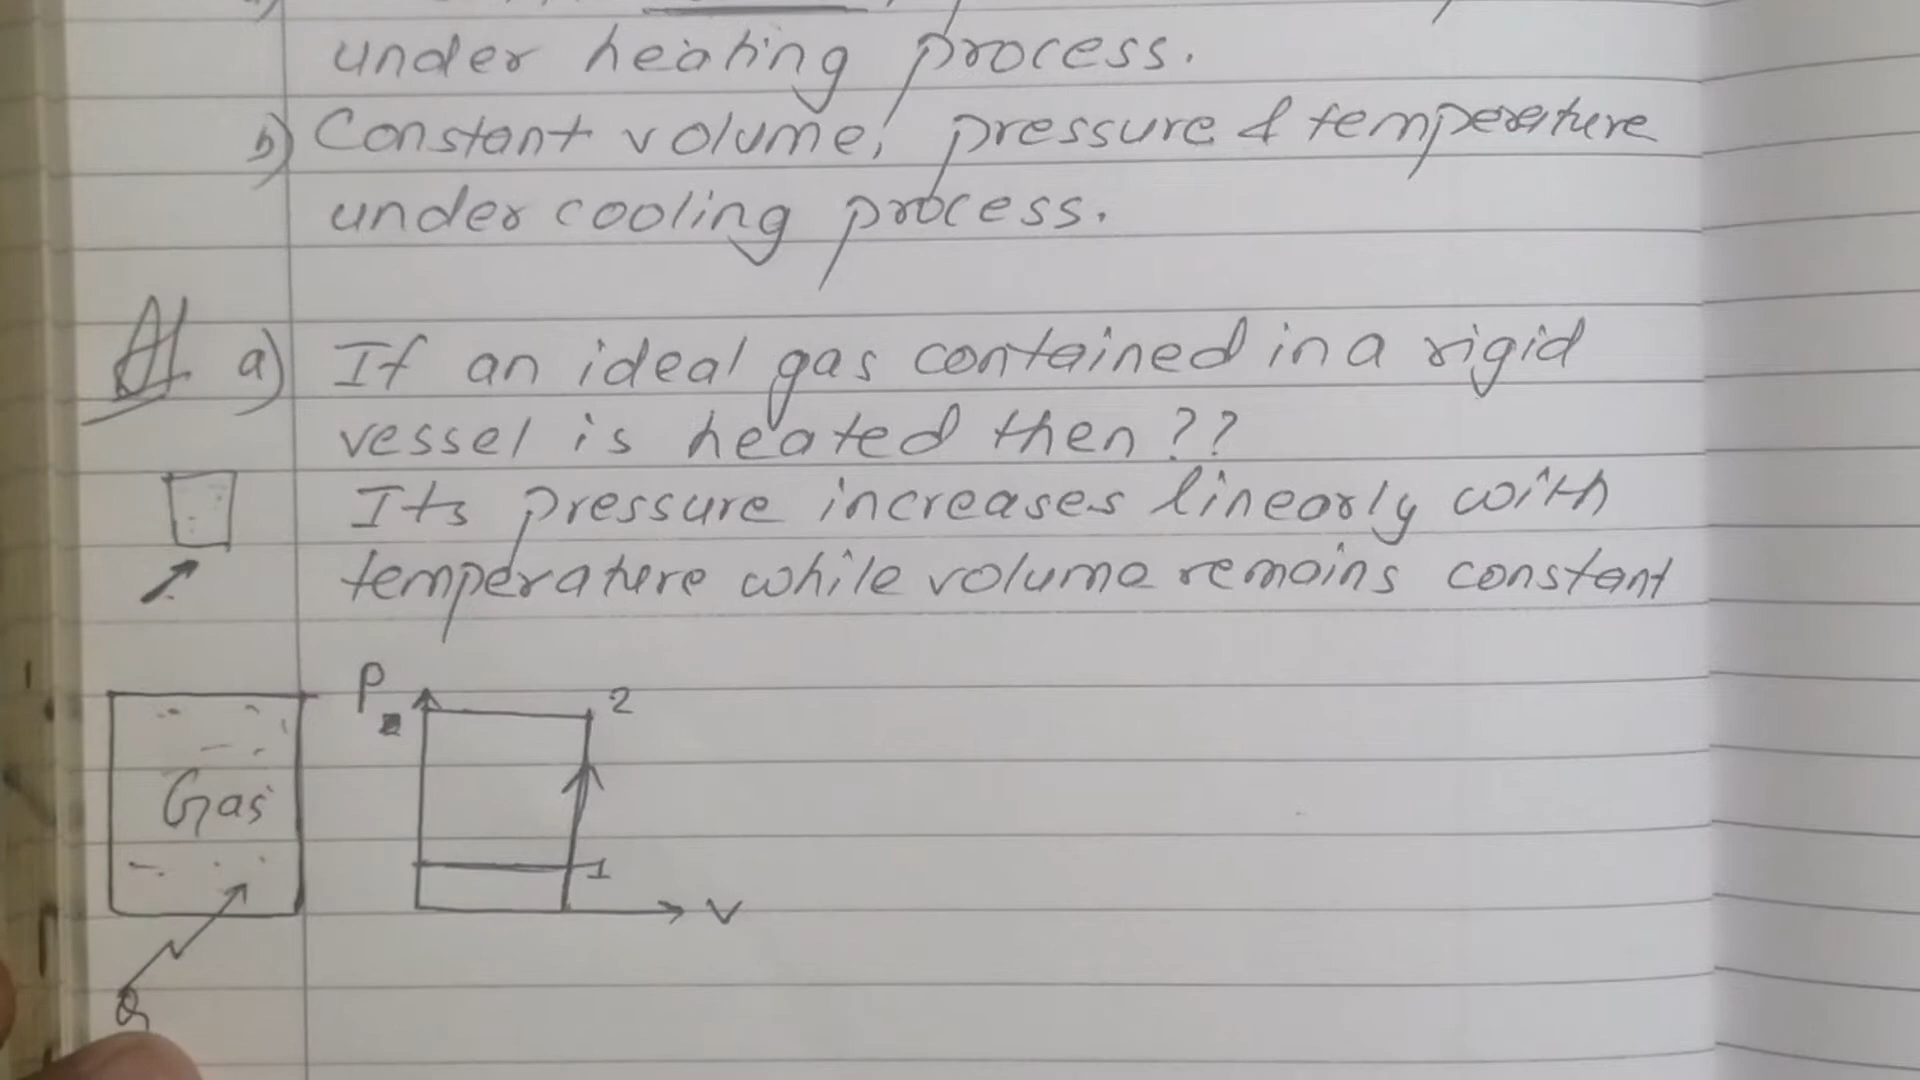 under heating process.
b) Constant volume, pressure & temperature
under cooling process.
A a) If an ideal gas contained in a rigid
vessel is heated then ??
Its pressure increases linearly with
temperature while volume remains constant
P
2
Gas
1
V
Q